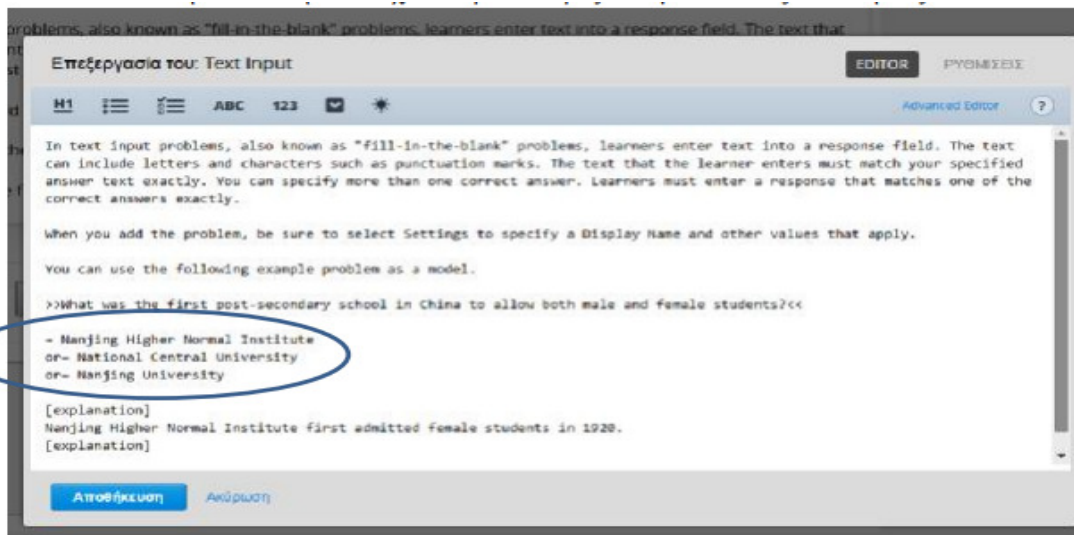 problems, also known as "fill-in-the-blank" problems, learners enter text into a response field. The text that
Επεξεργασία του: Text Input
EDITOR
ΡΥΘΜΙΣΕΙΣ
H1
ABC
123
Advanced Editor
?
In text input problems, also known as "fill-in-the-blank" problems, learners enter text into a response field. The text
can include letters and characters such as punctuation marks. The text that the learner enters must match your specified
answer text exactly. You can specify more than one correct answer. Learners must enter a response that matches one of the
correct answers exactly.
When you add the problem, be sure to select Settings to specify a Display Name and other values that apply.
You can use the following example problem as a model.
>>What was the first post-secondary school in China to allow both male and female students?<<
= Nanjing Higher Normal Institute
or= National Central University
or= Nanjing University
[explanation]
Nanjing Higher Normal Institute first admitted female students in 1920.
[explanation]
Αποθήκευση
Ακύρωση